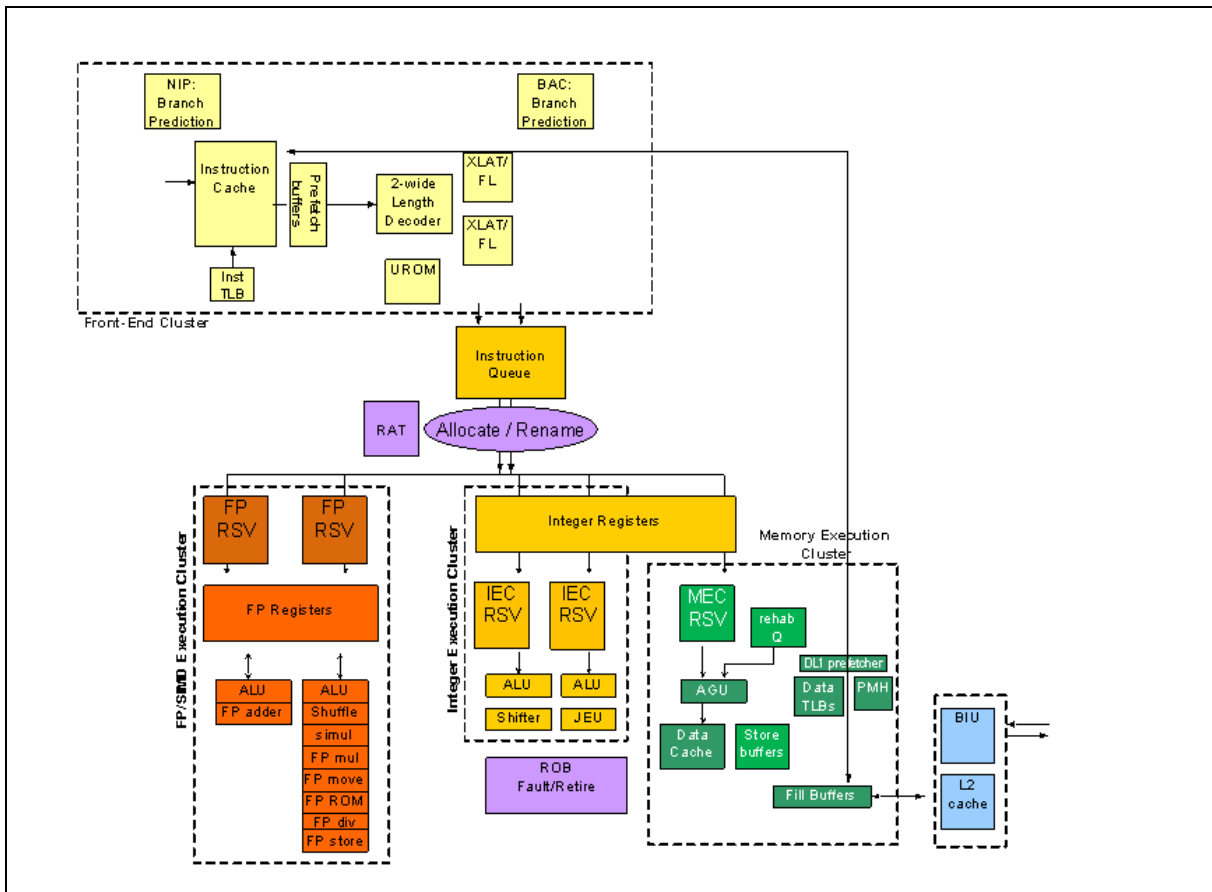 NIP:
Branch
Prediction
BAC:
Branch
Prediction
Instruction
Cache
Prefetch
buffers
2-wide
Length
Decoder
XLAT/
FL
XLAT/
FL
UROM
Inst
TLB
Front-End Cluster
Instruction
Queue
RAT
Allocate / Rename
FP/SIMD Execution Cluster
FP
RSV
FP
RSV
FP Registers
ALU
FP adder
ALU
Shuffle
simul
FP mul
FP move
FP ROM
FP div
FP store
Integer Execution Cluster
Integer Registers
IEC
RSV
IEC
RSV
ALU
ALU
Shifter
JEU
ROB
Fault/Retire
Memory Execution
Cluster
MEC
RSV
rehab
Q
DL1 prefetcher
AGU
Data
TLBs
PMH
Data
Cache
Store
buffers
Fill Buffers
BIU
L2
cache